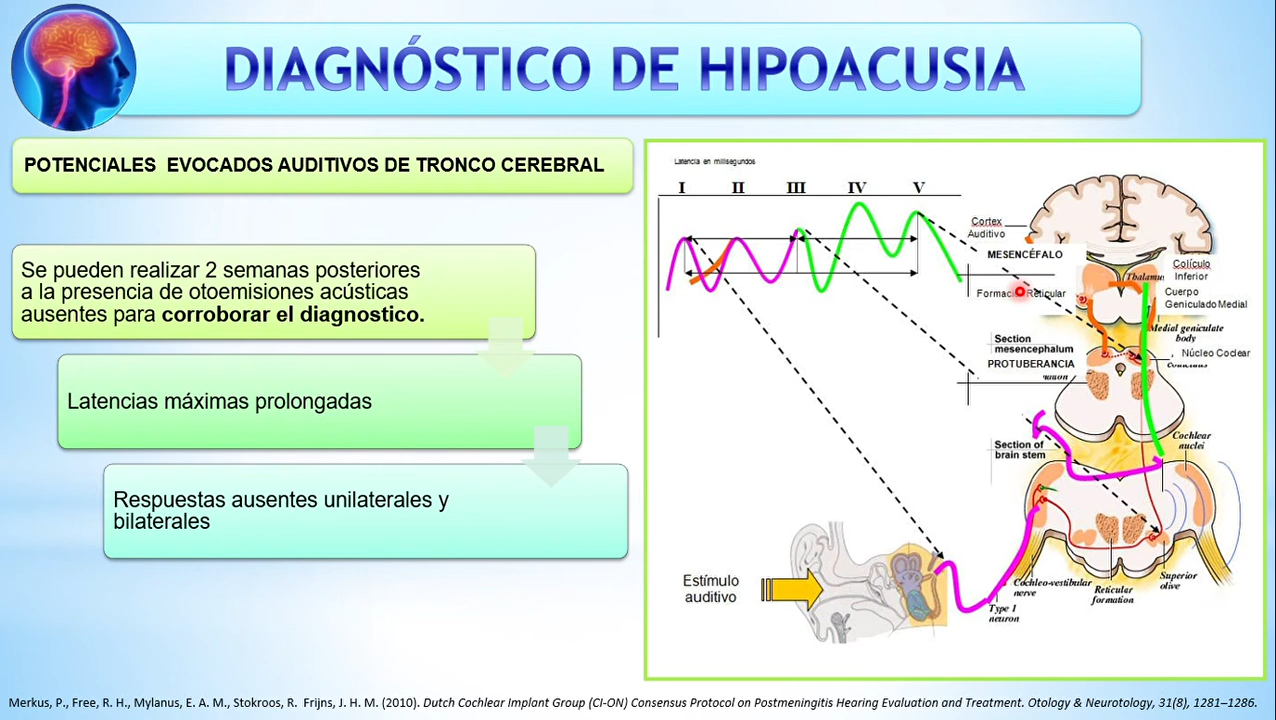 DIAGNÓSTICO DE HIPOACUSIA
POTENCIALES EVOCADOS AUDITIVOS DE TRONCO CEREBRAL
Se pueden realizar 2 semanas posteriores
a la presencia de otoemisiones acústicas
ausentes para corroborar el diagnostico.
Latencias máximas prolongadas
Respuestas ausentes unilaterales y
bilaterales
Latencia en milisegundos
I II III IV V
Cortex
Auditivo
MESENCÉFALO
Formac Reticular
Thalamus
Colículo
Inferior
Cuerpo
Geniculado Medial
Medial geniculate
body
Núcleo Coclear
Section
mesencephalum
PROTUBERANCIA
Section of
brain stem
Cochlear
nuclei
Estímulo
auditivo
Cochleo-vestibular
nerve
Type 1
neuron
Reticular
formation
Superior
olive
Merkus, P., Free, R. H., Mylanus, E. A. M., Stokroos, R. Frijns, J. H. M. (2010). Dutch Cochlear Implant Group (CI-ON) Consensus Protocol on Postmeningitis Hearing Evaluation and Treatment. Otology & Neurotology, 31(8), 1281–1286.